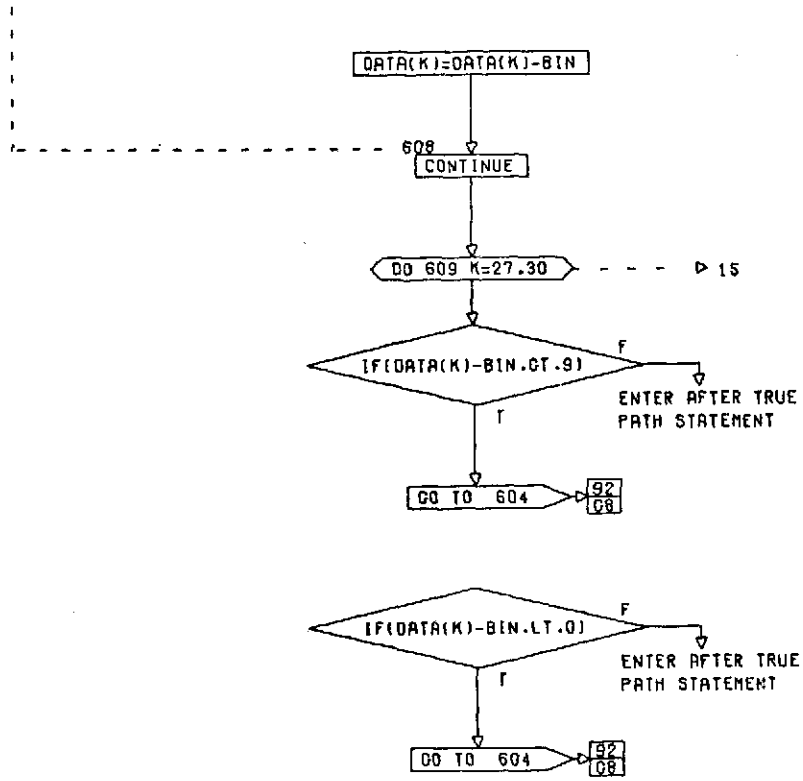 DATA(K)=DATA(K)-BIN
608
CONTINUE
DO 609 K=27.30
15
IF(DATA(K)-BIN.GT.9)
F
ENTER AFTER TRUE
PATH STATEMENT
T
GO TO 604
92
08
IF(DATA(K)-BIN.LT.0)
F
ENTER AFTER TRUE
PATH STATEMENT
T
GO TO 604
92
08